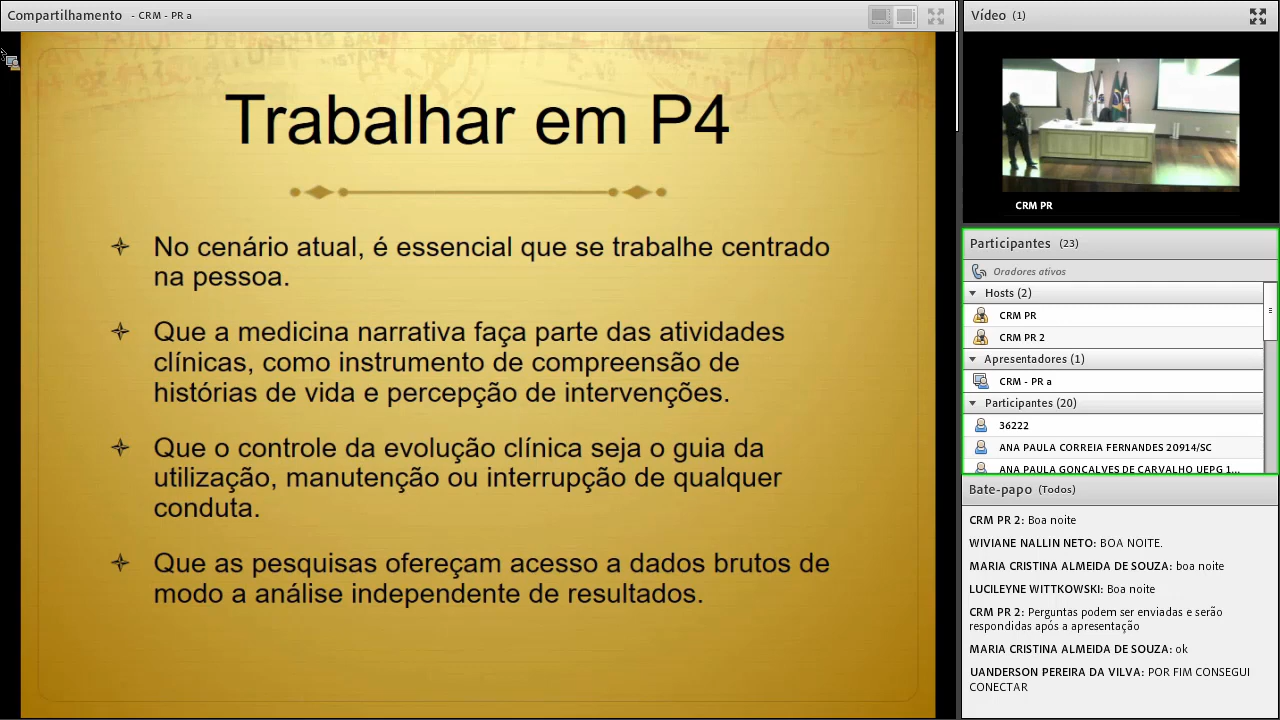 Compartilhamento - CRM - PR a
Trabalhar em P4
No cenário atual, é essencial que se trabalhe centrado
na pessoa.
Que a medicina narrativa faça parte das atividades
clínicas, como instrumento de compreensão de
histórias de vida e percepção de intervenções.
Que o controle da evolução clínica seja o guia da
utilização, manutenção ou interrupção de qualquer
conduta.
Que as pesquisas ofereçam acesso a dados brutos de
modo a análise independente de resultados.
Vídeo (1)
CRM PR
Participantes (23)
Oradores ativos
Hosts (2)
CRM PR
CRM PR 2
Apresentadores (1)
CRM - PR a
Participantes (20)
36222
ANA PAULA CORREIA FERNANDES 20914/SC
ANA PAULA GONCALVES DE CARVALHO UEPG 1...
Bate-papo (Todos)
CRM PR 2: Boa noite
WIVIANE NALLIN NETO: BOA NOITE.
MARIA CRISTINA ALMEIDA DE SOUZA: boa noite
LUCILEYNE WITTKOWSKI: Boa noite
CRM PR 2: Perguntas podem ser enviadas e serão
respondidas após a apresentação
MARIA CRISTINA ALMEIDA DE SOUZA: ok
UANDERSON PEREIRA DA VILVA: POR FIM CONSEGUI
CONECTAR